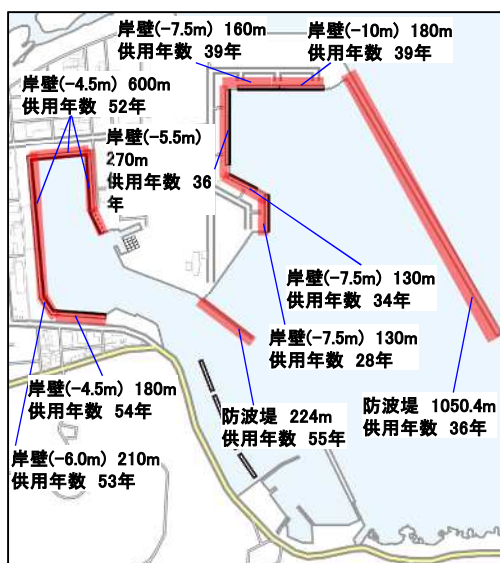 岸壁(-7.5m) 160m
供用年数 39年
岸壁(-10m) 180m
供用年数 39年
岸壁(-4.5m) 600m
供用年数 52年
岸壁(-5.5m)
270m
供用年数 36
年
岸壁(-7.5m) 130m
供用年数 34年
岸壁(-7.5m) 130m
供用年数 28年
岸壁(-4.5m) 180m
供用年数 54年
防波堤 224m
供用年数 55年
防波堤 1050.4m
供用年数 36年
岸壁(-6.0m) 210m
供用年数 53年